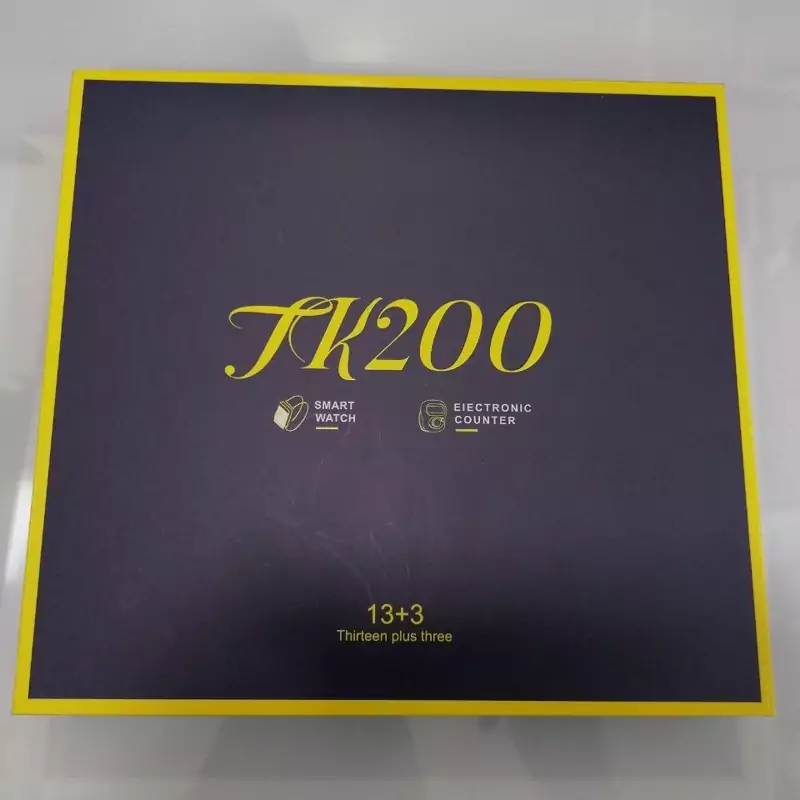 TK200
SMART
WATCH
EIECTRONIC
COUNTER
13+3
Thirteen plus three